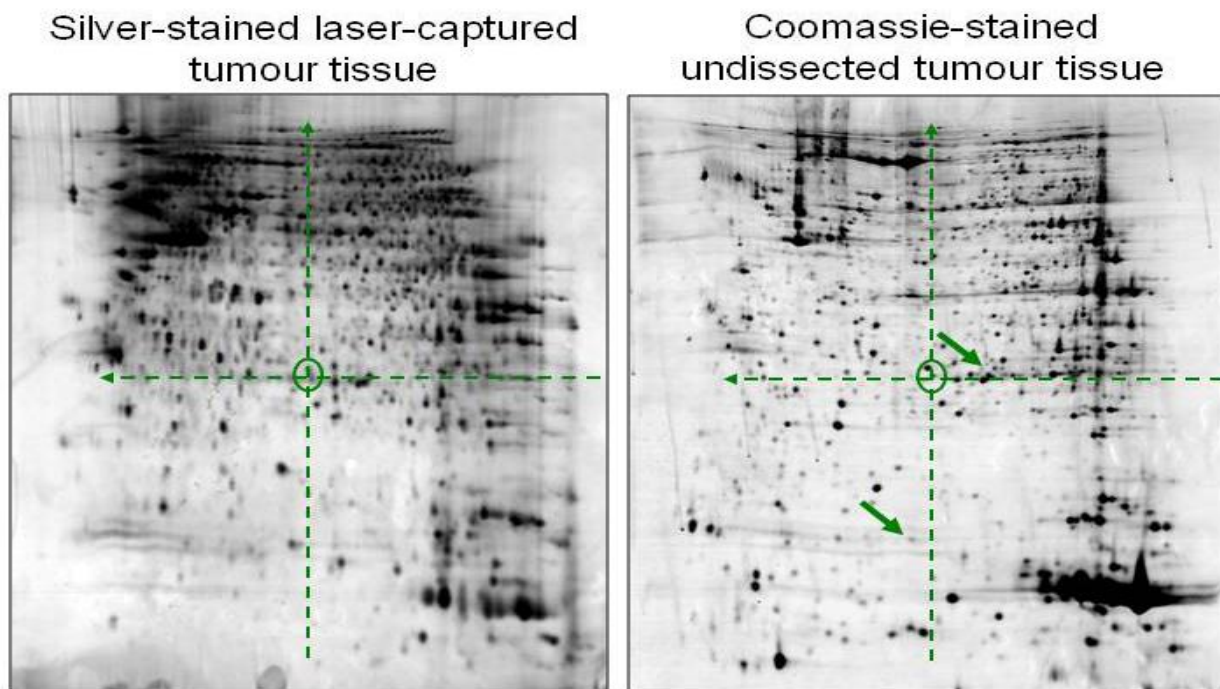 Silver-stained laser-captured
tumour tissue
Coomassie-stained
undissected tumour tissue